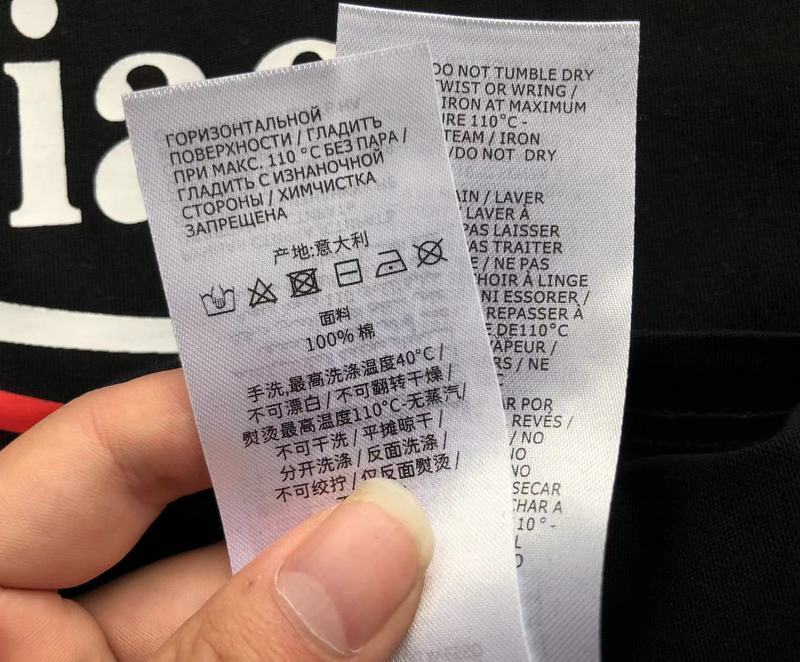 ia
ГОРИЗОНТАЛЬНОЙ
ПОВЕРХНОСТИ / ГЛАДИТЬ
ПРИ МАКС. 110 °C БЕЗ ПАРА /
ГЛАДИТЬ С ИЗНАНОЧНОЙ
СТОРОНЫ / ХИМЧИСТКА
ЗАПРЕЩЕНА
产地:意大利
面料
100% 棉
手洗,最高洗涤温度40°C /
不可漂白 / 不可翻转干燥 /
熨烫最高温度110°C-无蒸汽/
不可干洗 / 平摊晾干 /
分开洗涤 / 反面洗涤 /
不可绞拧 / 仅反面熨烫 /
DO NOT TUMBLE DRY
TWIST OR WRING /
IRON AT MAXIMUM
URE 110°C -
TEAM / IRON
/DO NOT DRY
AIN / LAVER
LAVER À
PAS LAISSER
AS TRAITER
E / NE PAS
CHOIR À LINGE
NI ESSORER /
REPASSER À
E DE110°C
VAPEUR /
RS / NE
AR POR
REVÉS /
/ NO
NO
NO
SECAR
CHAR A
10°-
L
O